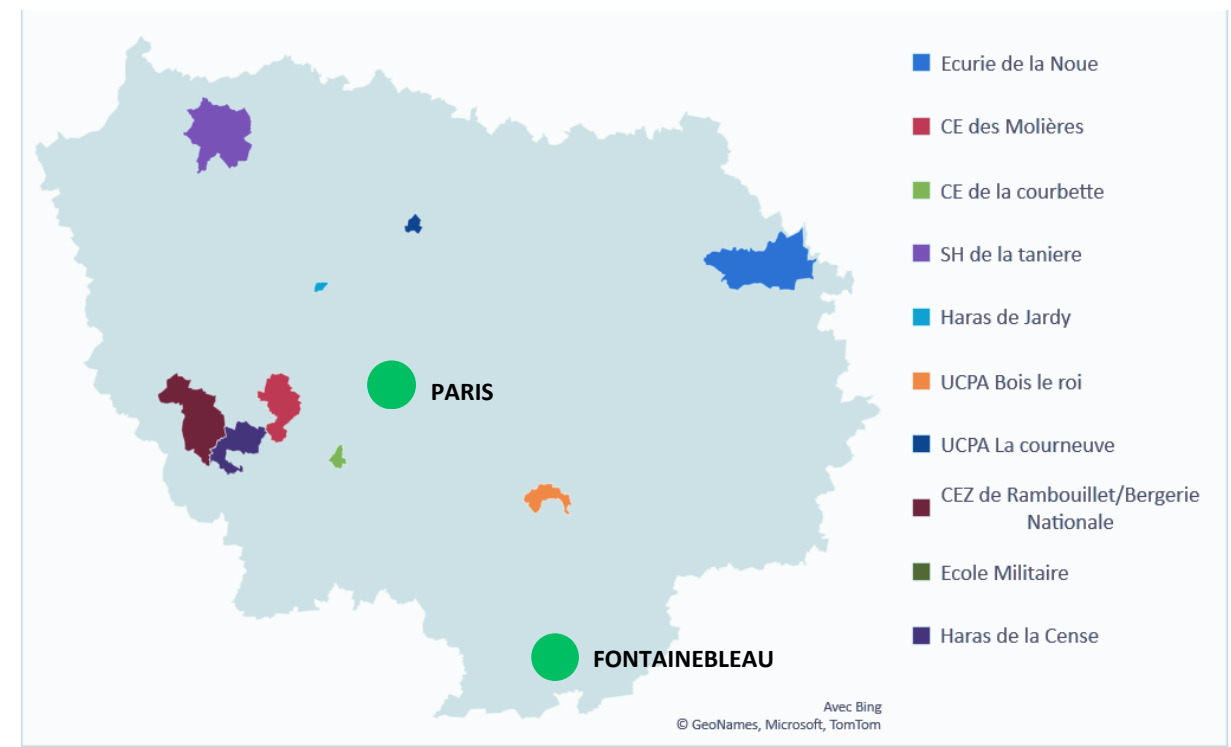 Ecurie de la Noue
CE des Molières
CE de la courbette
SH de la taniere
Haras de Jardy
PARIS
UCPA Bois le roi
UCPA La courneuve
CEZ de Rambouillet/Bergerie
Nationale
Ecole Militaire
Haras de la Cense
FONTAINEBLEAU
Avec Bing
© GeoNames, Microsoft, TomTom